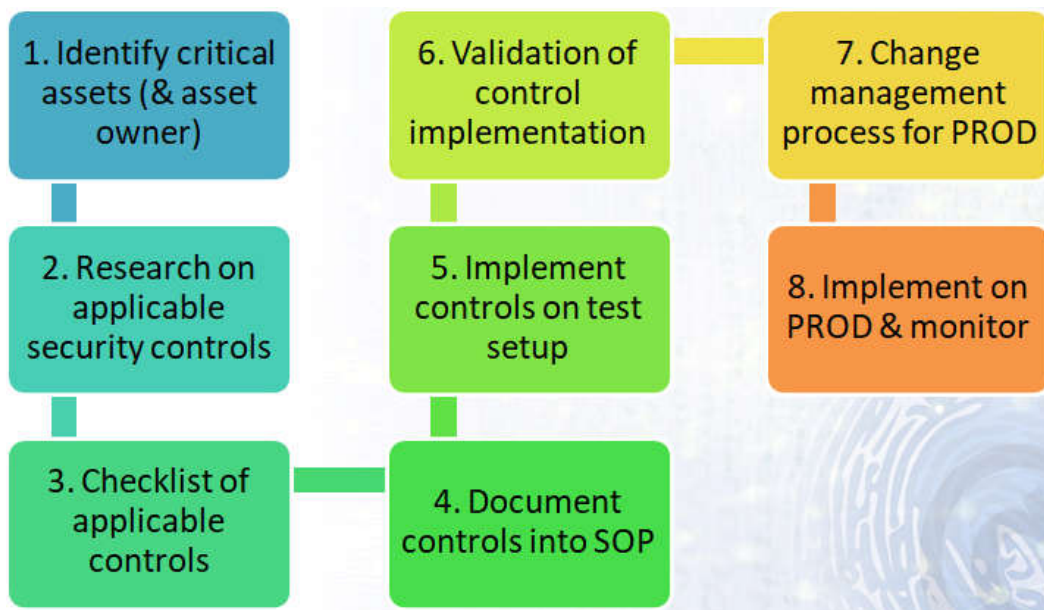 1. Identify critical
assets (& asset
owner)
2. Research on
applicable
security controls
3. Checklist of
applicable
controls
4. Document
controls into SOP
5. Implement
controls on test
setup
6. Validation of
control
implementation
7. Change
management
process for PROD
8. Implement on
PROD & monitor